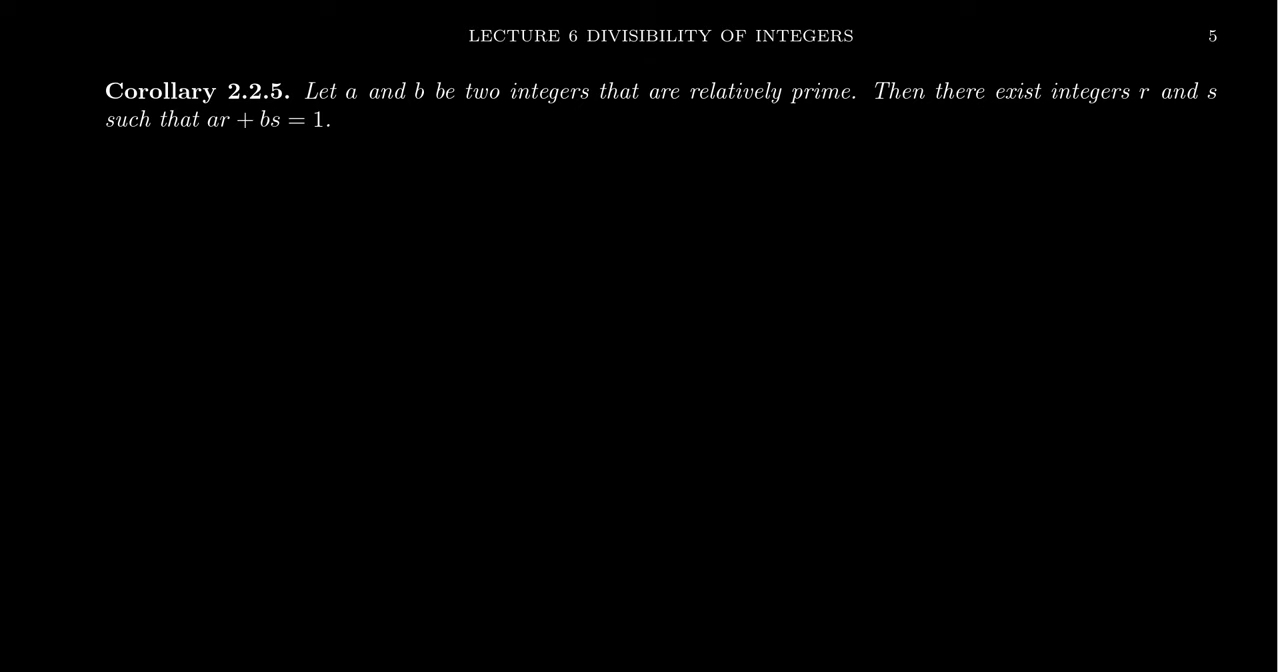 LECTURE 6 DIVISIBILITY OF INTEGERS 5
Corollary 2.2.5. Let a and b be two integers that are relatively prime. Then there exist integers r and s
such that ar + bs = 1.